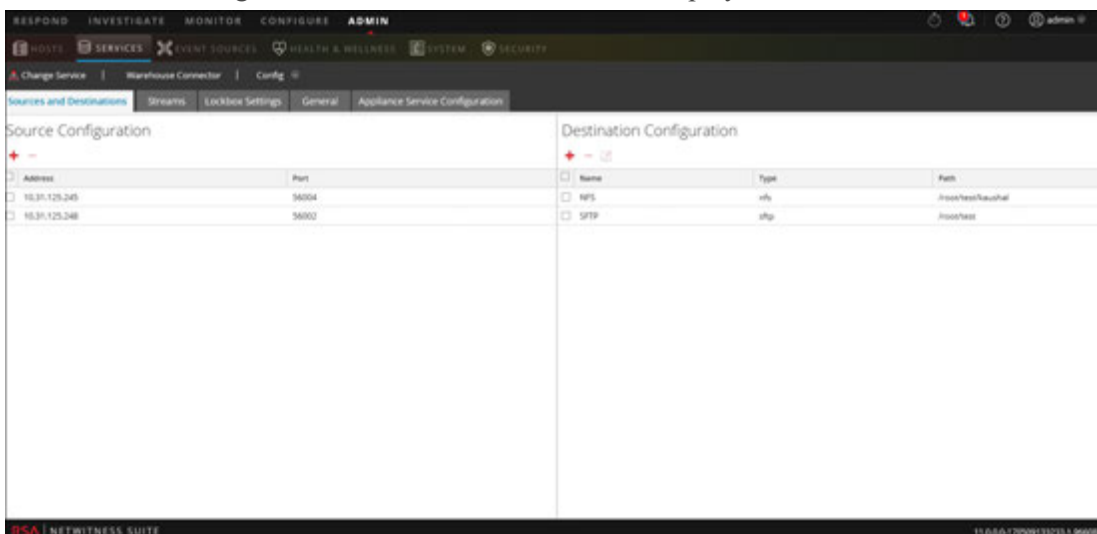 RESPOND INVESTIGATE MONITOR CONFIGURE ADMIN admin
HOSTS SERVICES EVENT SOURCES HEALTH & WELLNESS SYSTEM SECURITY
Change Service | Warehouse Connector | Config
Sources and Destinations Streams Lockbox Settings General Appliance Service Configuration
Source Configuration
Destination Configuration
Address Port
10.31.125.245 56004
10.31.125.248 56002
Name Type Path
NFS nfs /root/test/kaushal
SFTP sftp /root/test
RSA | NETWITNESS SUITE